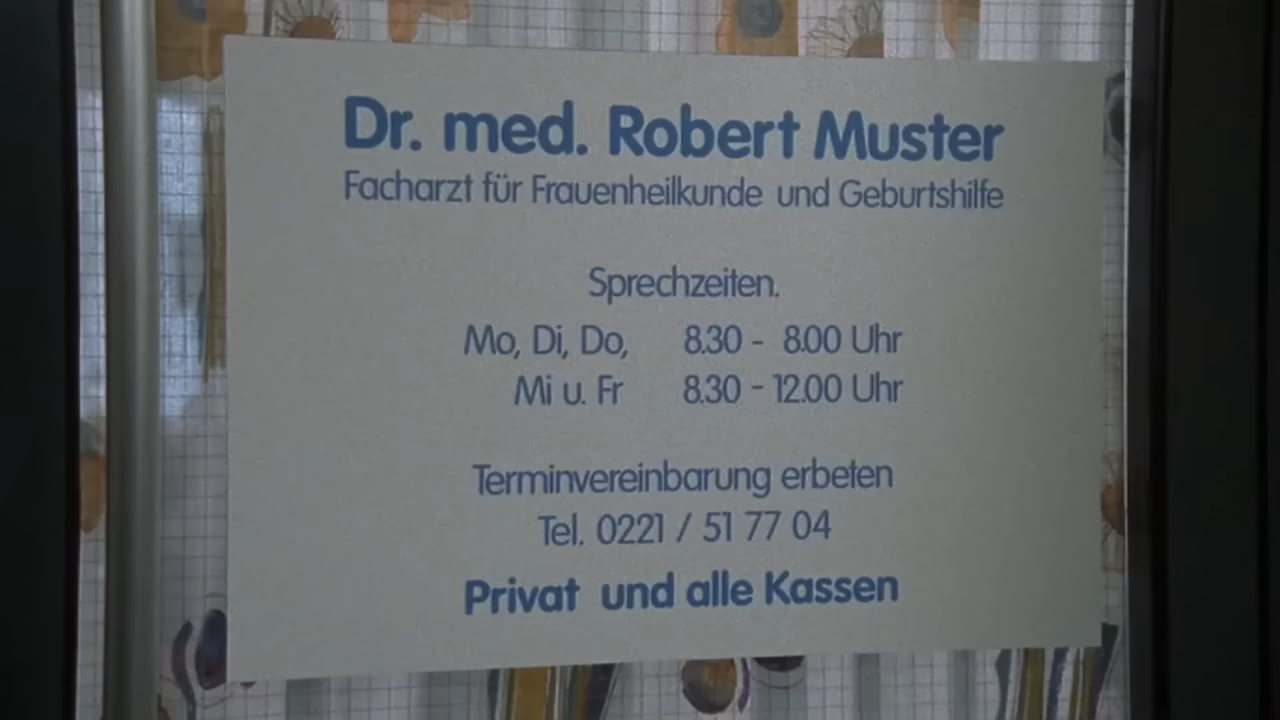 Dr. med. Robert Muster
Facharzt für Frauenheilkunde und Geburtshilfe
Sprechzeiten.
Mo, Di, Do, 8.30 - 8.00 Uhr
Mi u. Fr 8.30 - 12.00 Uhr
Terminvereinbarung erbeten
Tel. 0221 / 51 77 04
Privat und alle Kassen